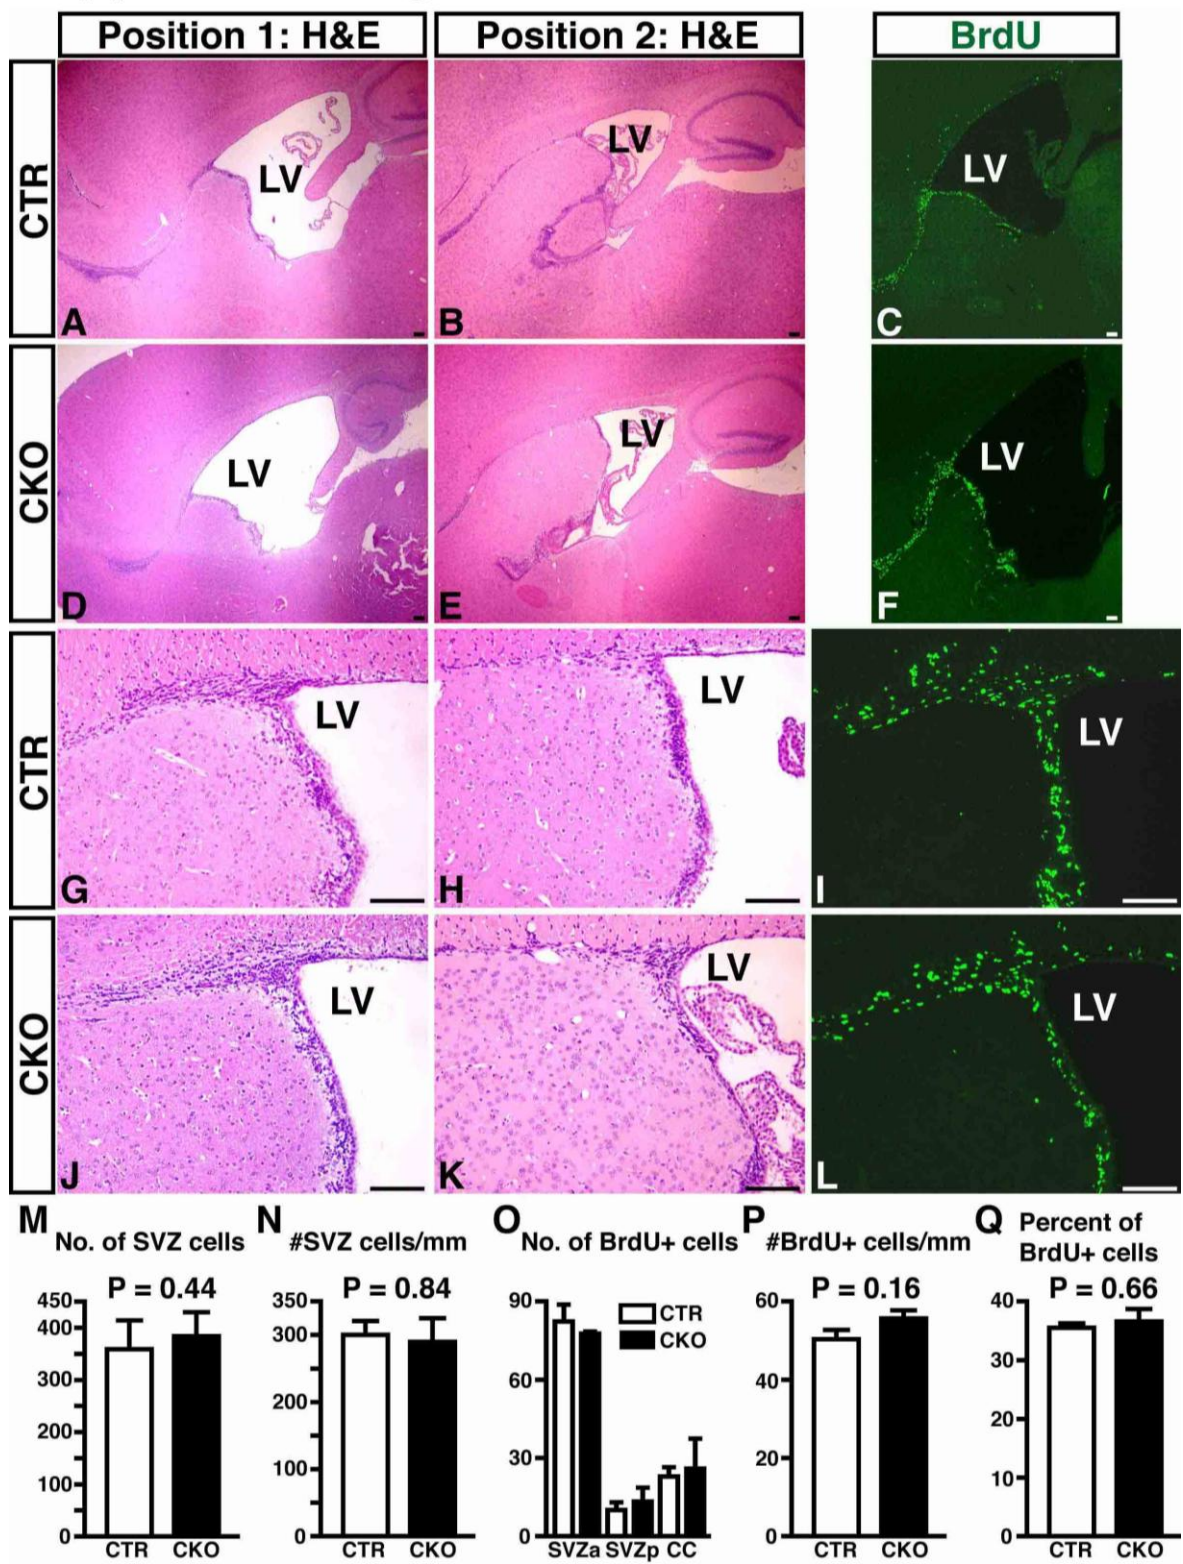 Position 1: H&E
Position 2: H&E
BrdU
CTR
LV
A
LV
B
LV
C
CKO
LV
D
LV
E
LV
F
CTR
LV
G
LV
H
LV
I
CKO
LV
J
LV
K
LV
L
M
No. of SVZ cells
P = 0.44
450
400
300
200
100
0
CTR CKO
N
#SVZ cells/mm
P = 0.84
350
300
200
100
0
CTR CKO
O
No. of BrdU+ cells
90
60
30
0
CTR
CKO
SVZa SVZp CC
P
#BrdU+ cells/mm
P = 0.16
60
40
20
0
CTR CKO
Q
Percent of
BrdU+ cells
P = 0.66
40
30
20
10
0
CTR CKO